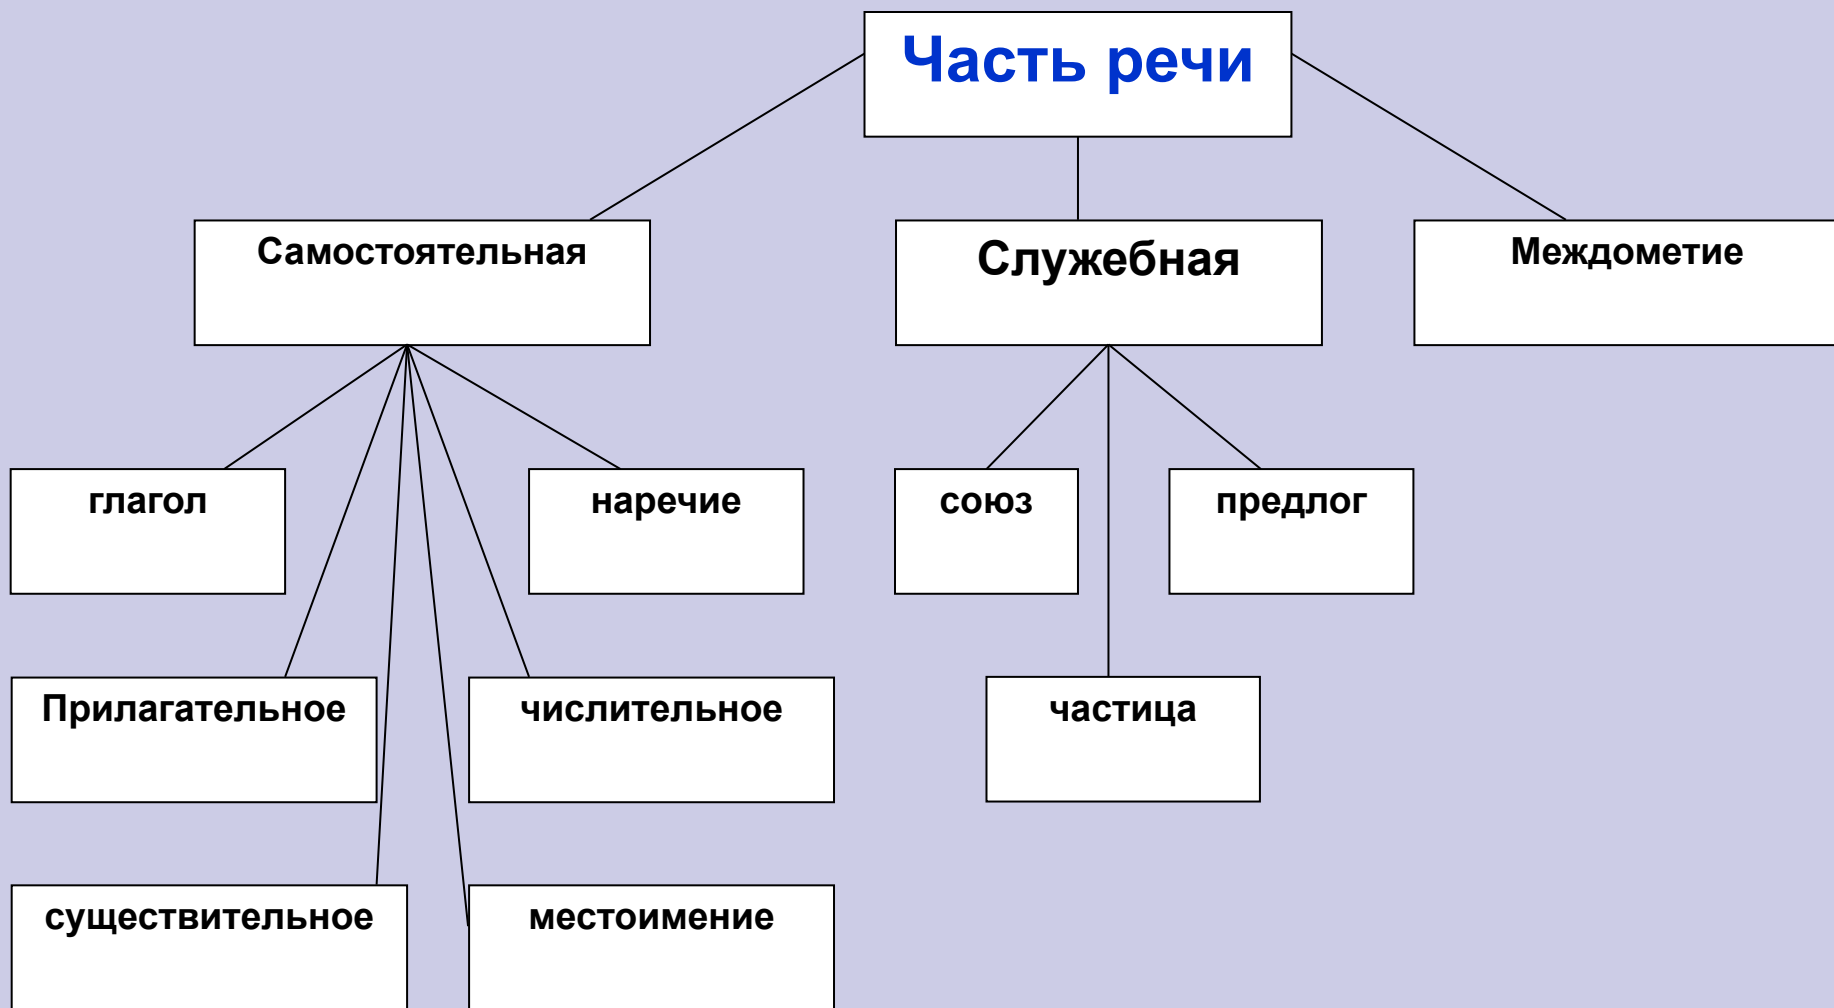 Часть речи
Самостоятельная
Служебная
Междометие
глагол
наречие
союз
предлог
Прилагательное
числительное
частица
существительное
местоимение